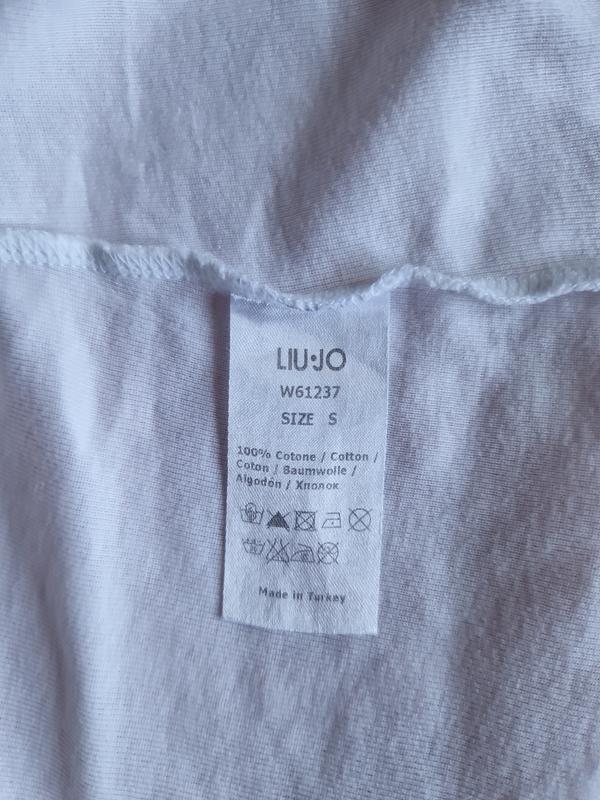 LIU·JO
W61237
SIZE S
100% Cotone / Cotton /
Coton / Baumwolle /
Algodón / Хлопок
Made in Turkey